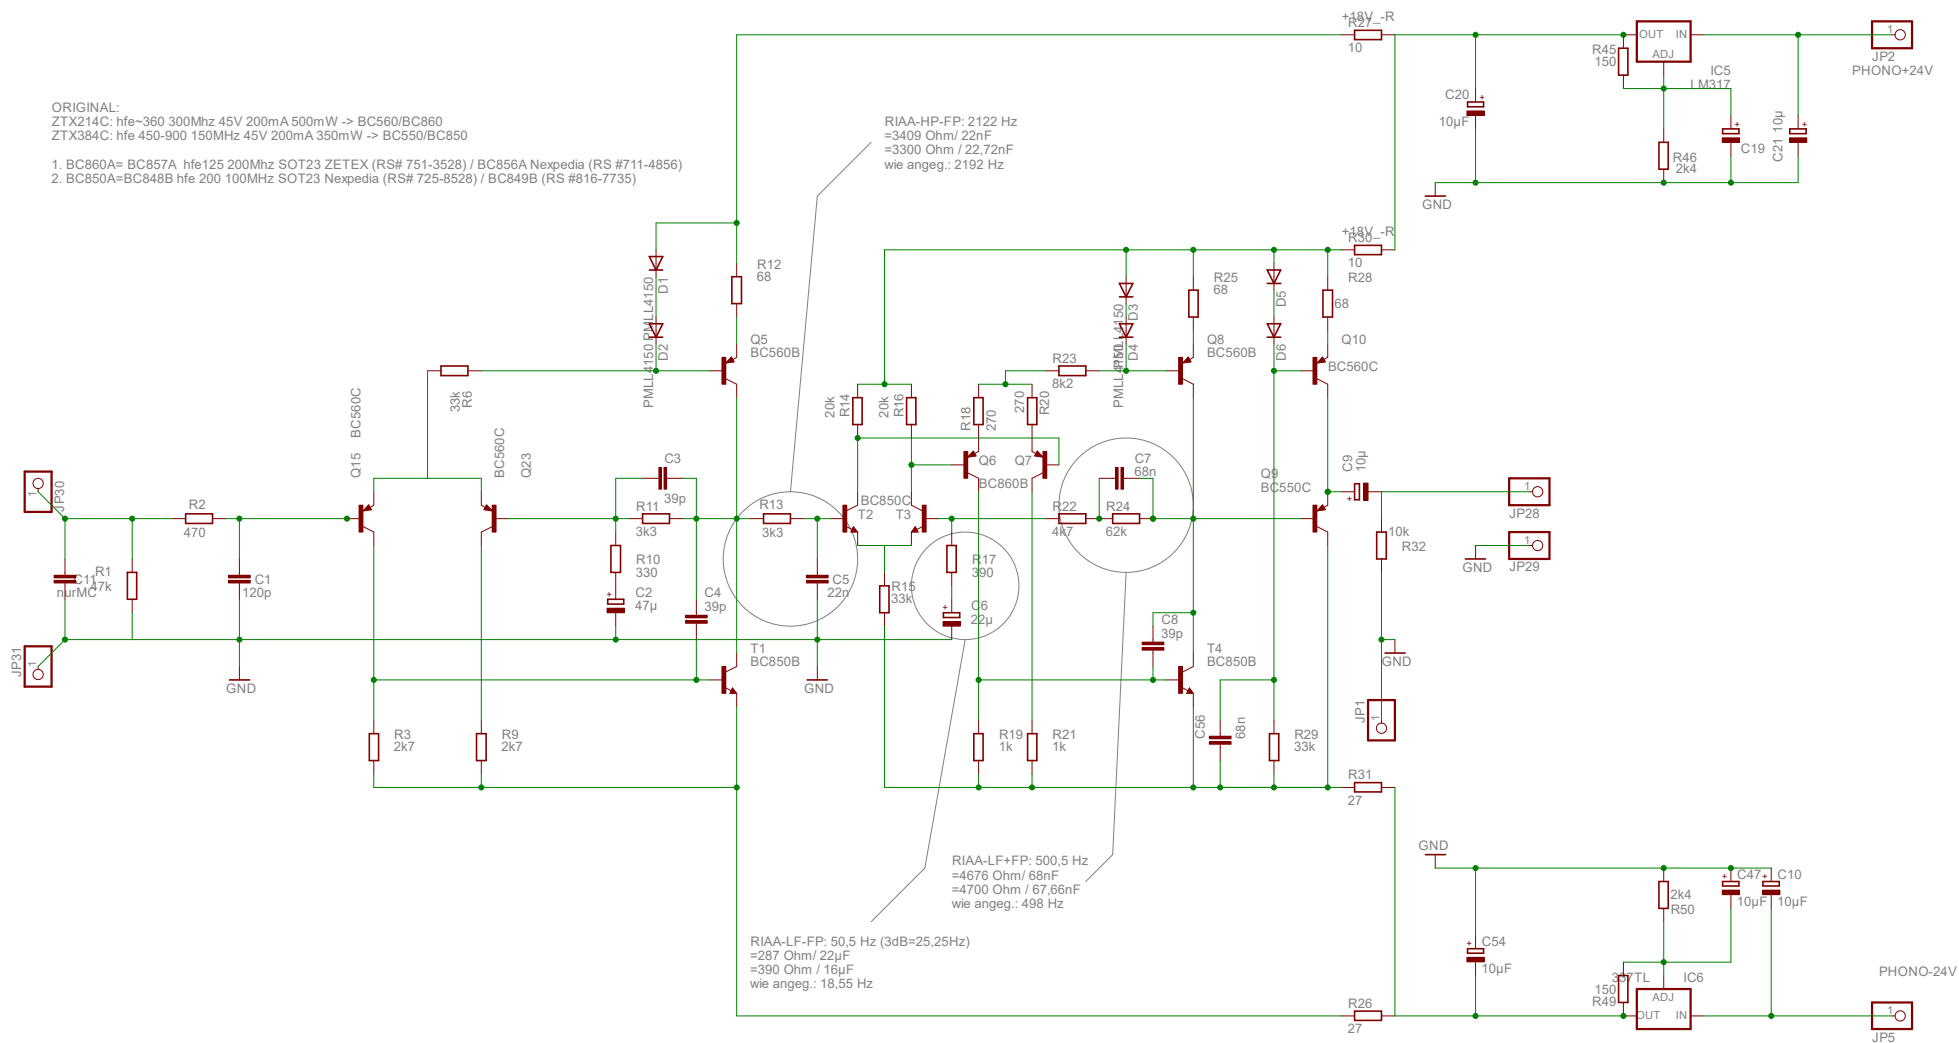 ORIGINAL:
ZTX214C: hfe~360 300Mhz 45V 200mA 500mW -> BC560/BC860
ZTX384C: hfe 450-900 150MHz 45V 200mA 350mW -> BC550/BC850
1. BC860A= BC857A  hfe125 200Mhz SOT23 ZETEX (RS# 751-3528) / BC856A Nexpedia (RS #711-4856)
2. BC850A=BC848B hfe 200 100MHz SOT23 Nexpedia (RS# 725-8528) / BC849B (RS #816-7735)
RIAA-HP-FP: 2122 Hz
=3409 Ohm/ 22nF
=3300 Ohm / 22,72nF
wie angeg.: 2192 Hz
+18V_-R
R27
10
OUT IN
ADJ
IC5
LM317
R45
150
JP2
1
PHONO+24V
C20
10µF
R46
2k4
C19
C21 10µ
GND
+18V_-R
R30
10
R12
68
D1
PMLL4150
D2
PMLL4150
Q5
BC560B
R25
68
D3
PMLL4150
D4
PMLL4150
Q8
BC560B
D5
D6
R28
68
Q10
BC560C
33k
R6
R23
8k2
BC560C
Q15
BC560C
Q23
20k
R14
20k
R16
R18
270
270
R20
Q6
Q7
BC860B
C3
39p
R11
3k3
R13
3k3
BC850C
T2
T3
C7
68n
R22
4k7
R24
62k
Q9
BC550C
C9
10µ
1
JP28
1
JP29
GND
10k
R32
1
JP30
R2
470
C11
nurMC
R1
47k
C1
120p
R10
330
C2
47µ
C4
39p
C5
22n
R15
33k
R17
390
C6
22µ
C8
39p
1
JP31
GND
T1
BC850B
GND
T4
BC850B
GND
JP1
1
R3
2k7
R9
2k7
R19
1k
R21
1k
C56
68n
R29
33k
R31
27
RIAA-LF+FP: 500,5 Hz
=4676 Ohm/ 68nF
=4700 Ohm / 67,66nF
wie angeg.: 498 Hz
RIAA-LF-FP: 50,5 Hz (3dB=25,25Hz)
=287 Ohm/ 22µF
=390 Ohm / 16µF
wie angeg.: 18,55 Hz
GND
2k4
R50
C47
10µF
C10
10µF
C54
10µF
337TL
IC6
150
R49
ADJ
OUT IN
PHONO-24V
1
JP5
R26
27